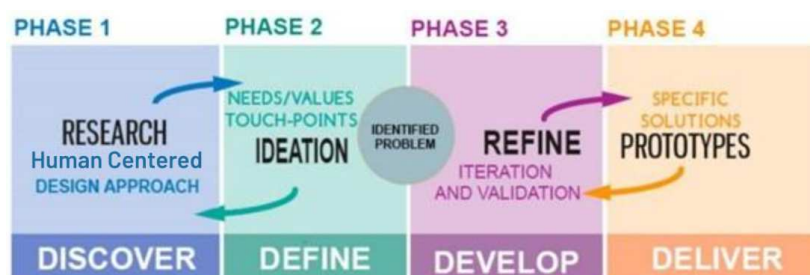 PHASE 1
PHASE 2
PHASE 3
PHASE 4
RESEARCH
Human Centered
DESIGN APPROACH
NEEDS/VALUES
TOUCH-POINTS
IDEATION
IDENTIFIED
PROBLEM
REFINE
ITERATION
AND VALIDATION
SPECIFIC
SOLUTIONS
PROTOTYPES
DISCOVER
DEFINE
DEVELOP
DELIVER